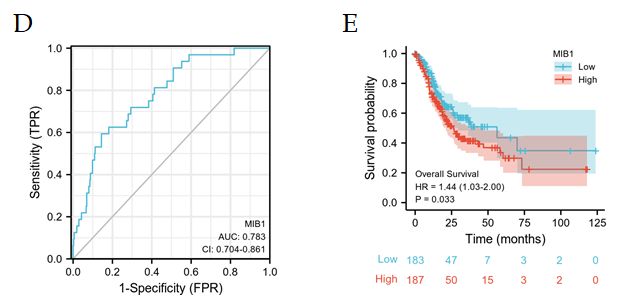 D
1.0
0.8
0.6
0.4
0.2
0.0
Sensitivity (TPR)
MIB1
AUC: 0.783
CI: 0.704-0.861
0.0 0.2 0.4 0.6 0.8 1.0
1-Specificity (FPR)
E
MIB1
Low
High
1.0
0.8
0.6
0.4
0.2
0.0
Survival probability
Overall Survival
HR = 1.44 (1.03-2.00)
P = 0.033
0 25 50 75 100 125
Time (months)
Low 183 47 7 3 2 0
High 187 50 15 3 2 0